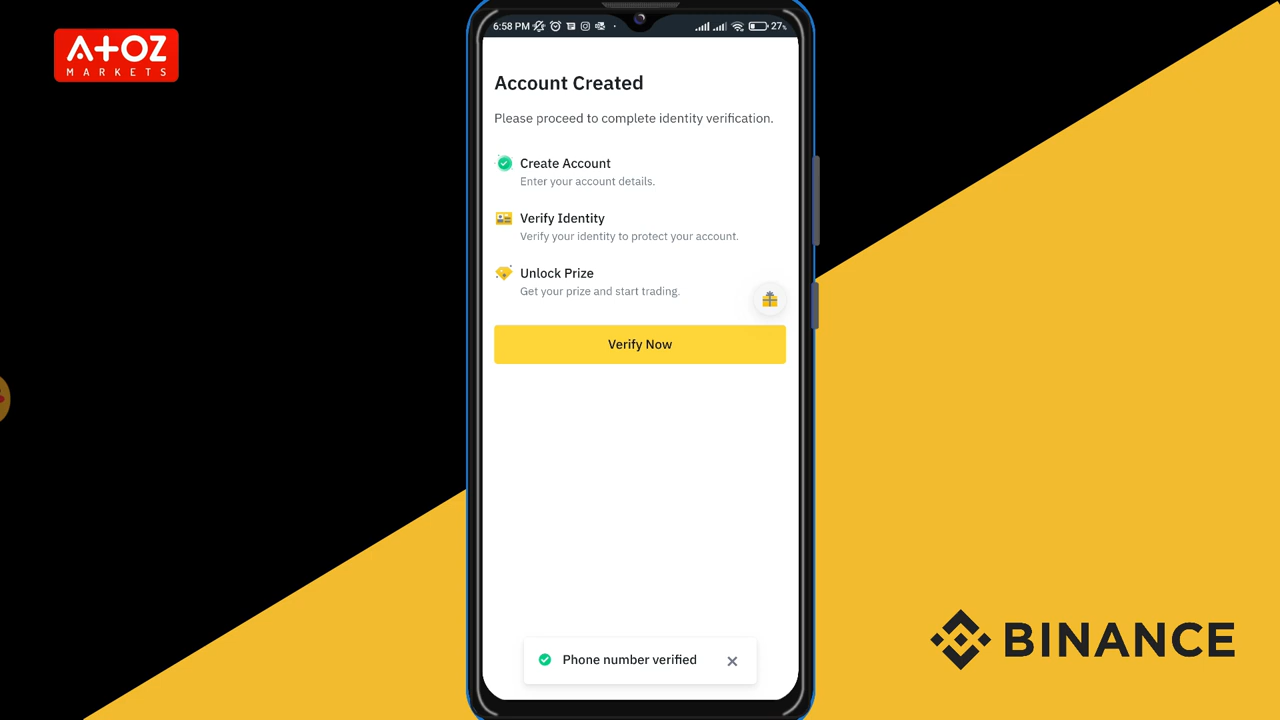 A+OZ
MARKETS
6:58 PM
27%
Account Created
Please proceed to complete identity verification.
Create Account
Enter your account details.
Verify Identity
Verify your identity to protect your account.
Unlock Prize
Get your prize and start trading.
Verify Now
Phone number verified
BINANCE